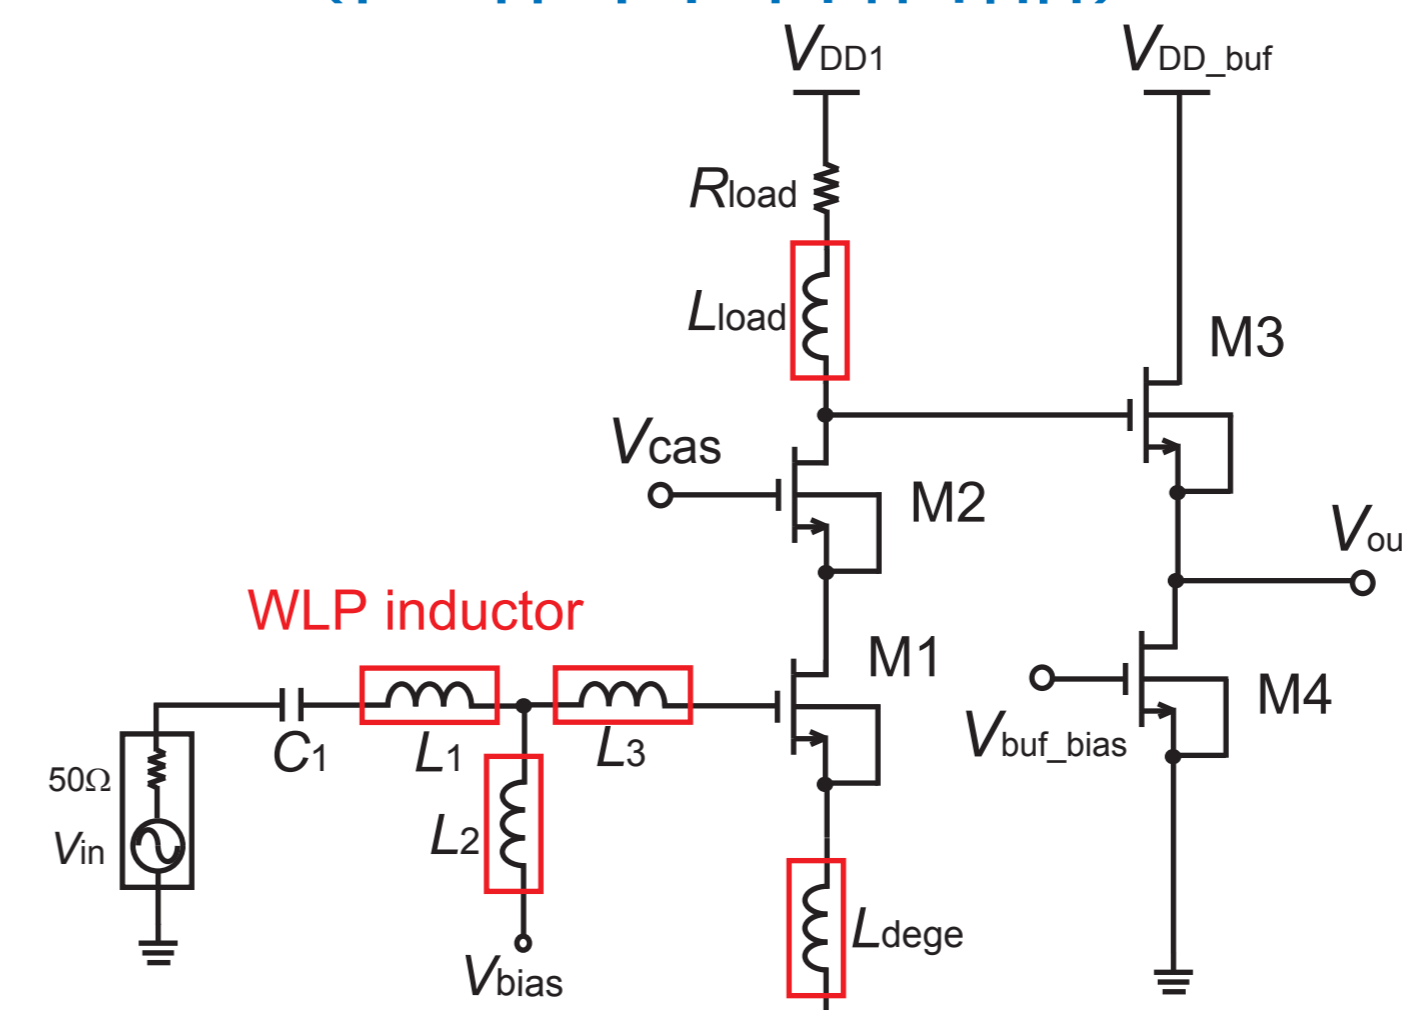 VDD1
VDD_buf
Rload
Lload
M3
Vcas
M2
Vou
WLP inductor
M1
M4
C1
L1
L3
Vbuf_bias
50Ω
Vin
L2
Ldege
Vbias